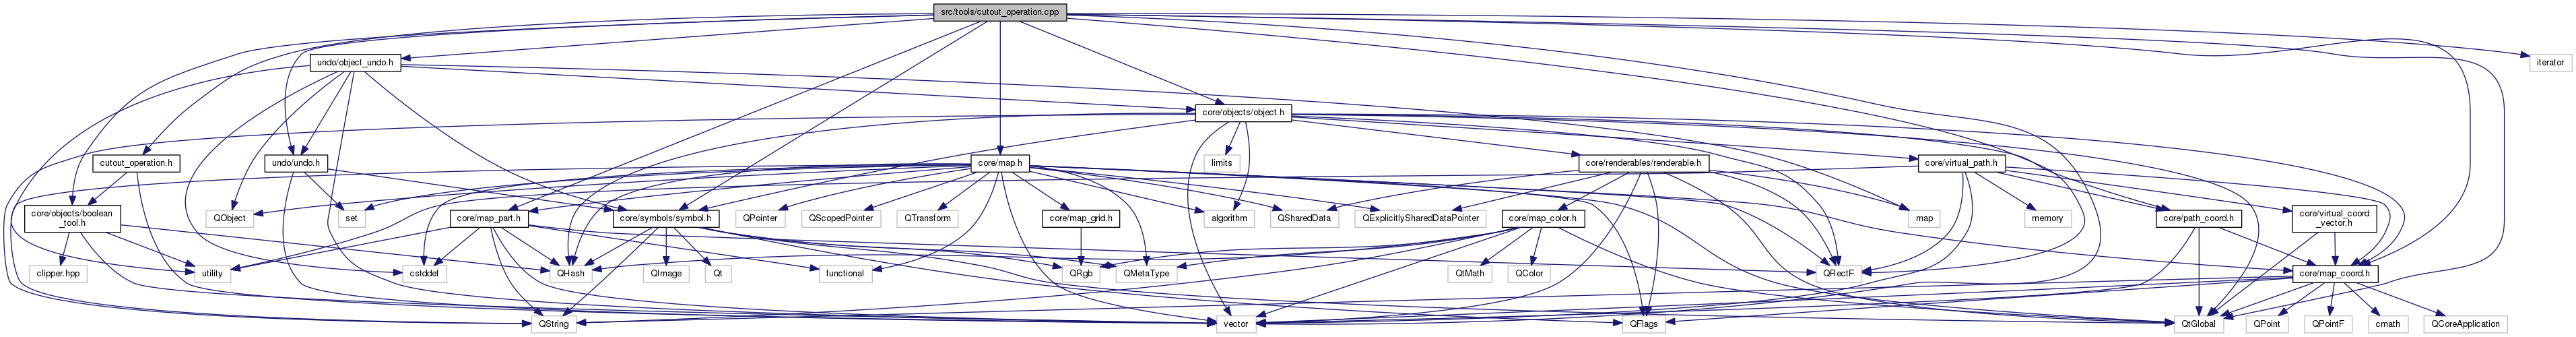 src/tools/cutout_operation.cpp
undo/object_undo.h
iterator
core/objects/object.h
cutout_operation.h
undo/undo.h
core/map.h
limits
core/renderables/renderable.h
core/virtual_path.h
core/objects/boolean
_tool.h
QObject
set
core/map_part.h
core/symbols/symbol.h
QPointer
QScopedPointer
QTransform
core/map_grid.h
algorithm
QSharedData
QExplicitlySharedDataPointer
core/map_color.h
map
memory
core/path_coord.h
core/virtual_coord
_vector.h
clipper.hpp
utility
cstddef
QHash
QImage
Qt
functional
QRgb
QMetaType
QtMath
QColor
QRectF
core/map_coord.h
QString
vector
QFlags
QtGlobal
QPoint
QPointF
cmath
QCoreApplication